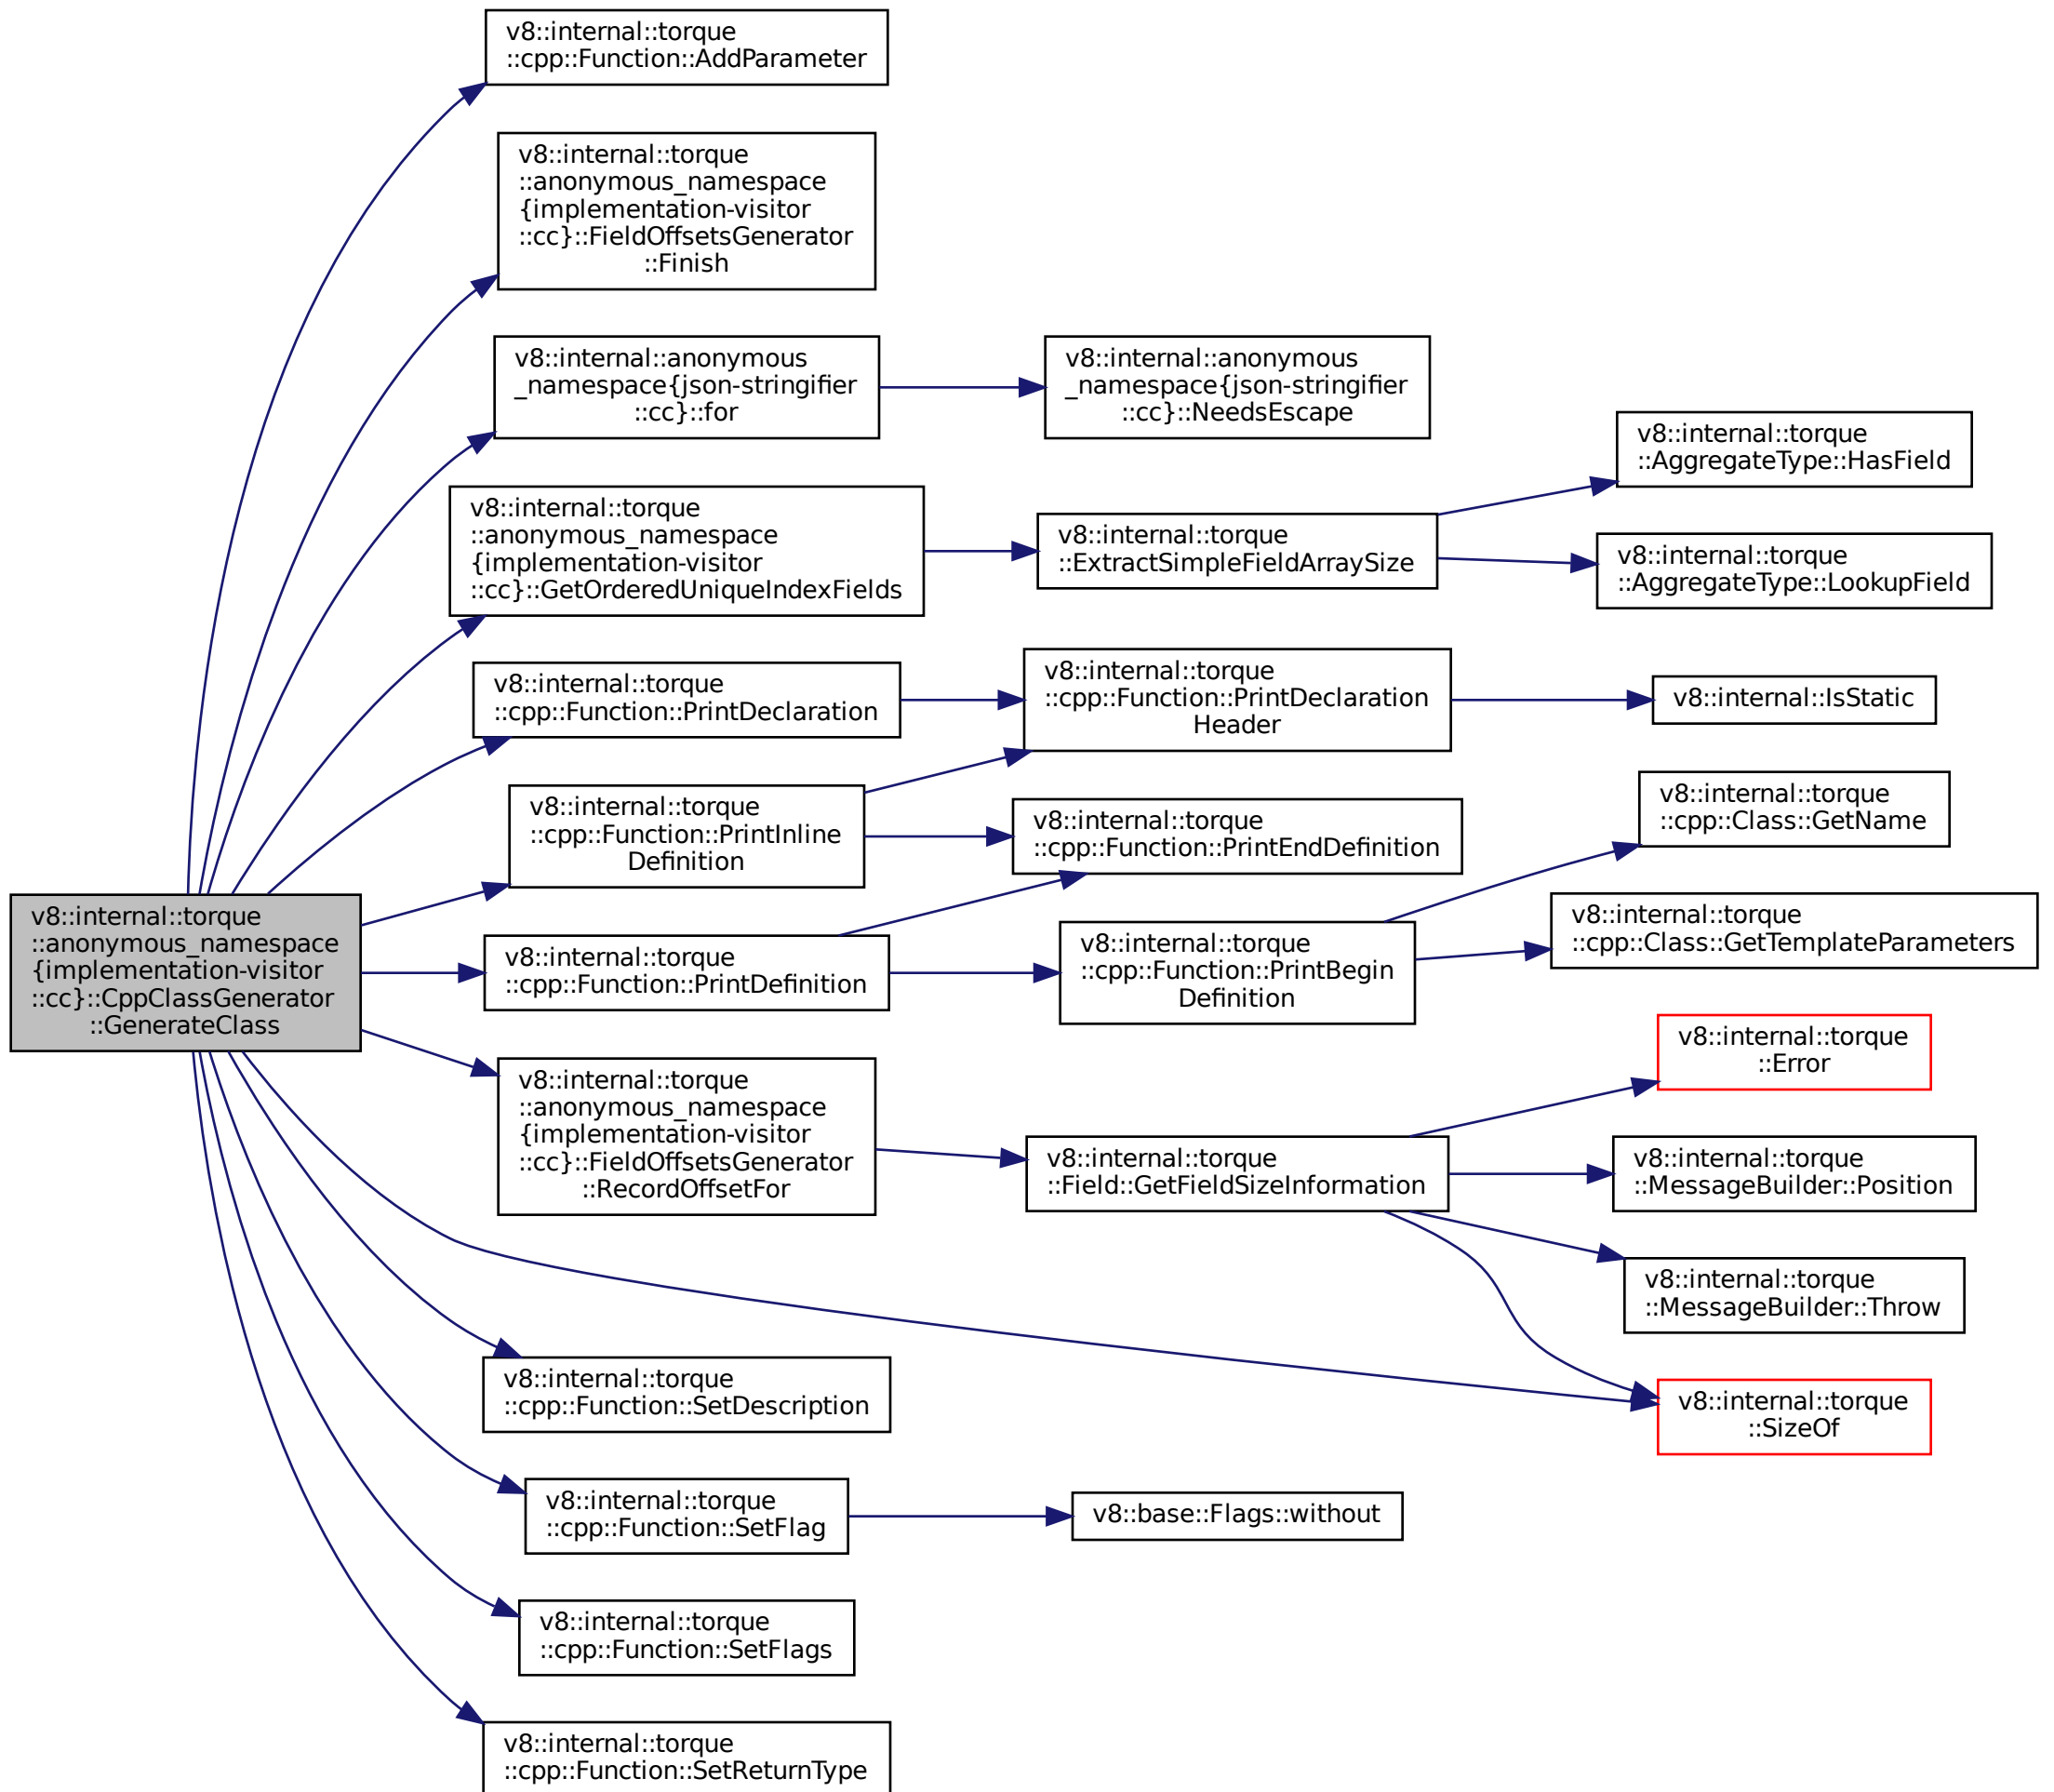 v8::internal::torque
::cpp::Function::AddParameter
v8::internal::torque
::anonymous_namespace
{implementation-visitor
::cc}::FieldOffsetsGenerator
::Finish
v8::internal::anonymous
_namespace{json-stringifier
::cc}::for
v8::internal::anonymous
_namespace{json-stringifier
::cc}::NeedsEscape
v8::internal::torque
::AggregateType::HasField
v8::internal::torque
::anonymous_namespace
{implementation-visitor
::cc}::GetOrderedUniqueIndexFields
v8::internal::torque
::ExtractSimpleFieldArraySize
v8::internal::torque
::AggregateType::LookupField
v8::internal::torque
::cpp::Function::PrintDeclaration
v8::internal::torque
::cpp::Function::PrintDeclaration
Header
v8::internal::IsStatic
v8::internal::torque
::cpp::Function::PrintInline
Definition
v8::internal::torque
::cpp::Function::PrintEndDefinition
v8::internal::torque
::cpp::Class::GetName
v8::internal::torque
::anonymous_namespace
{implementation-visitor
::cc}::CppClassGenerator
::GenerateClass
v8::internal::torque
::cpp::Function::PrintDefinition
v8::internal::torque
::cpp::Function::PrintBegin
Definition
v8::internal::torque
::cpp::Class::GetTemplateParameters
v8::internal::torque
::Error
v8::internal::torque
::anonymous_namespace
{implementation-visitor
::cc}::FieldOffsetsGenerator
::RecordOffsetFor
v8::internal::torque
::Field::GetFieldSizeInformation
v8::internal::torque
::MessageBuilder::Position
v8::internal::torque
::MessageBuilder::Throw
v8::internal::torque
::cpp::Function::SetDescription
v8::internal::torque
::SizeOf
v8::internal::torque
::cpp::Function::SetFlag
v8::base::Flags::without
v8::internal::torque
::cpp::Function::SetFlags
v8::internal::torque
::cpp::Function::SetReturnType